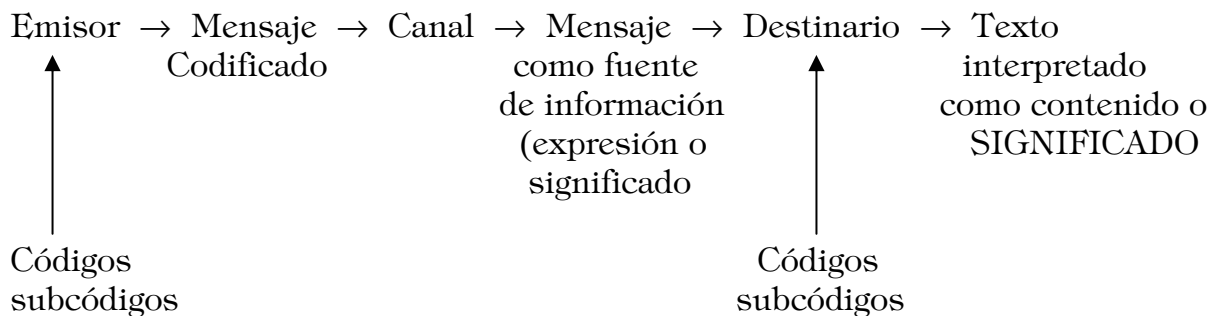 Emisor → Mensaje → Canal → Mensaje → Destinario → Texto
Codificado como fuente interpretado
de información como contenido o
(expresión o SIGNIFICADO
significado
Códigos Códigos
subcódigos subcódigos